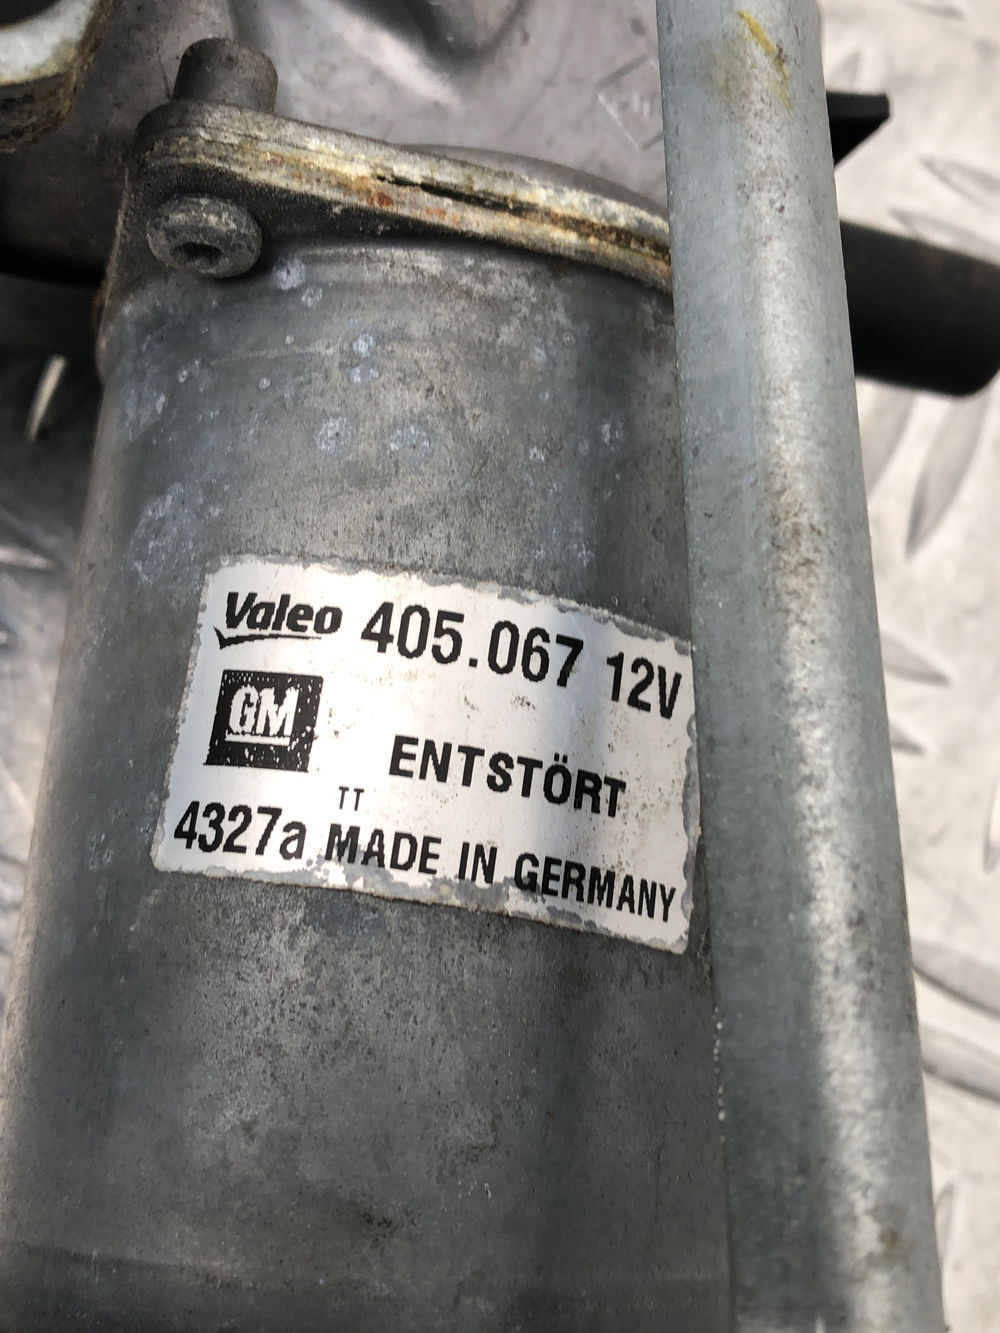 Valeo 405.067 12V
GM
ENTSTÖRT
TT
4327a MADE IN GERMANY